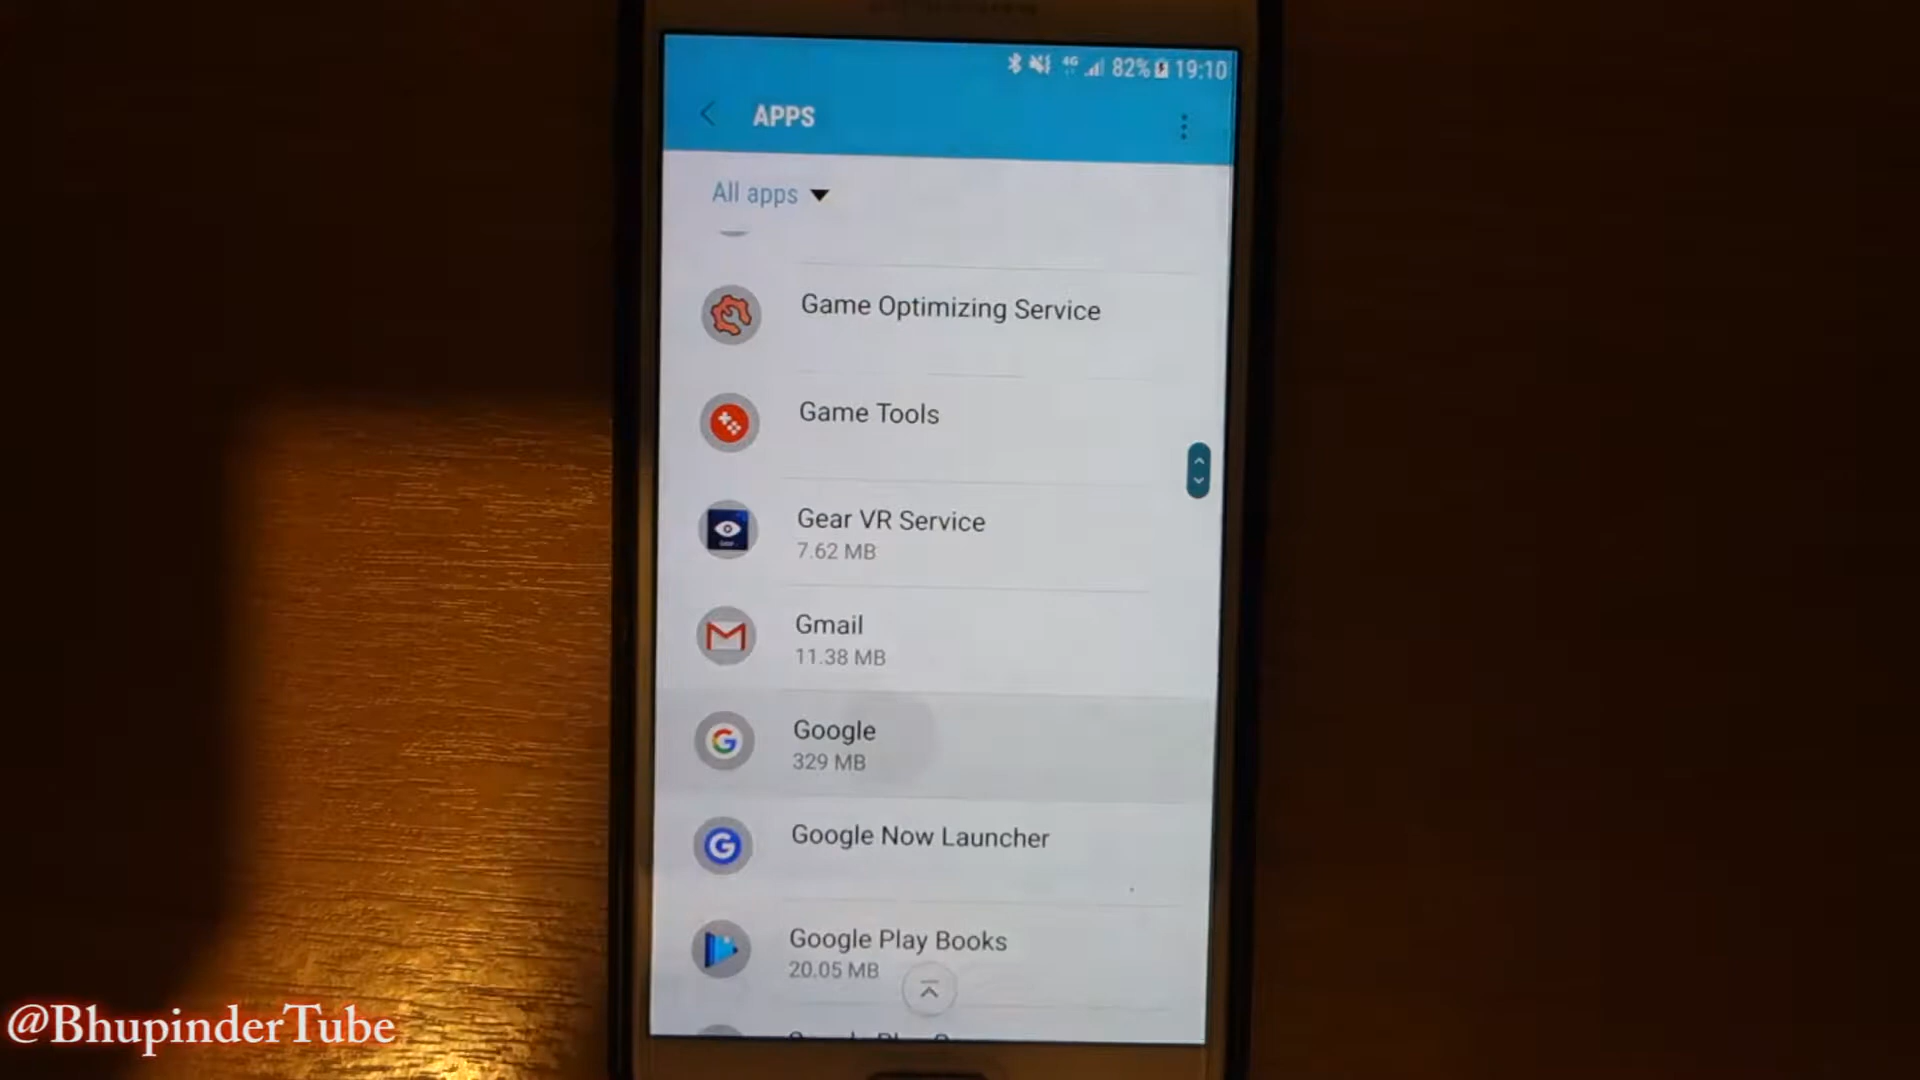 4G 82% 19:10
APPS
All apps
Game Optimizing Service
Game Tools
Gear VR Service
7.62 MB
Gmail
11.38 MB
Google
329 MB
Google Now Launcher
Google Play Books
20.05 MB
@BhupinderTube